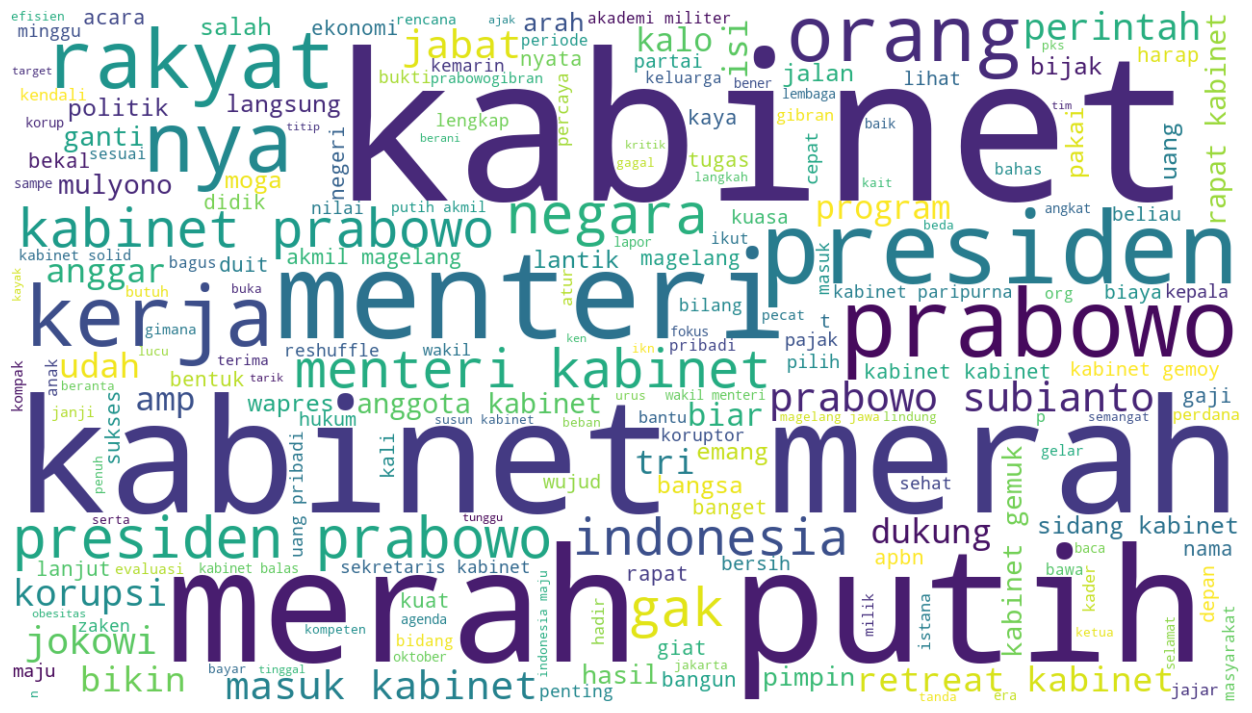 efisien
minggu
acara
salah
ekonomi
rencana
ajak
arah
akademi militer
orang
perintah
rakyat
jabat
periode
kalo
isi
target
kemarin
nyata
partai
jalan
pks
bijak
harap
kendali
bukti
prabowogibran
keluarga
bener
lihat
politik
langsung
kabinet
lembaga
korup
titip
lengkap
percaya
kaya
gibran
tim
rapat kabinet
ganti
nya
negeri
berani
kritik
baik
pakai
uang
bekal
sesuai
gagal
tugas
cepat
bahas
sampe
mulyono
moga
langkah
kait
didik
nilai
putih akmil
negara
kuasa
program
angkat
beliau
kabinet prabowo
lapor
ikut
presiden
beda
kabinet solid
akmil magelang
lantik
magelang
masuk
anggar
bagus
duit
menteri
atur
bilang
kabinet paripurna
org
biaya
kepala
kayak
butuh
buka
kerja
gimana
ken
fokus
pecat
t
prabowo
ikn
pribadi
pajak
reshuffle
wakil
udah
lucu
terima
menteri kabinet
pilih
kabinet kabinet
kabinet gemoy
kompak
anak
beranta
bentuk
tarik
urus
wakil menteri
prabowo subianto
gaji
janji
sukses
amp
wapres
anggota kabinet
beban
bantu
biar
magelang jawa
lindung
p
semangat
perdana
hukum
susun kabinet
koruptor
kabinet merah
penuh
kali
tri
emang
gelar
uang pribadi
wujud
bangsa
sehat
kabinet gemuk
banget
serta
tunggu
presiden prabowo
indonesia
dukung
sidang kabinet
apbn
nama
lanjut
evaluasi
kabinet balas
sekretaris kabinet
rapat
bersih
baca
bawa
korupsi
merah putih
indonesia maju
kuat
gak
kader
depan
obesitas
agenda
zaken
kompeten
hadir
milik
istana
ketua
selamat
masyarakat
jokowi
bidang
giat
maju
bayar
tinggal
oktober
hasil
jakarta
bangun
pimpin
retreat kabinet
n
bikin
masuk kabinet
penting
tanda
era
jajar